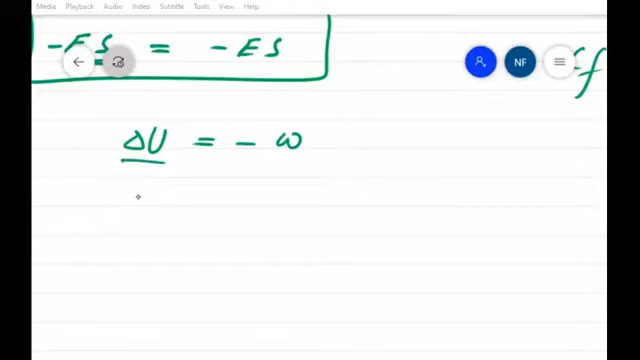 Media Playback Audio Video Subtitle Tools View Help
-ES = -ES
f
NF
ΔU = - ω